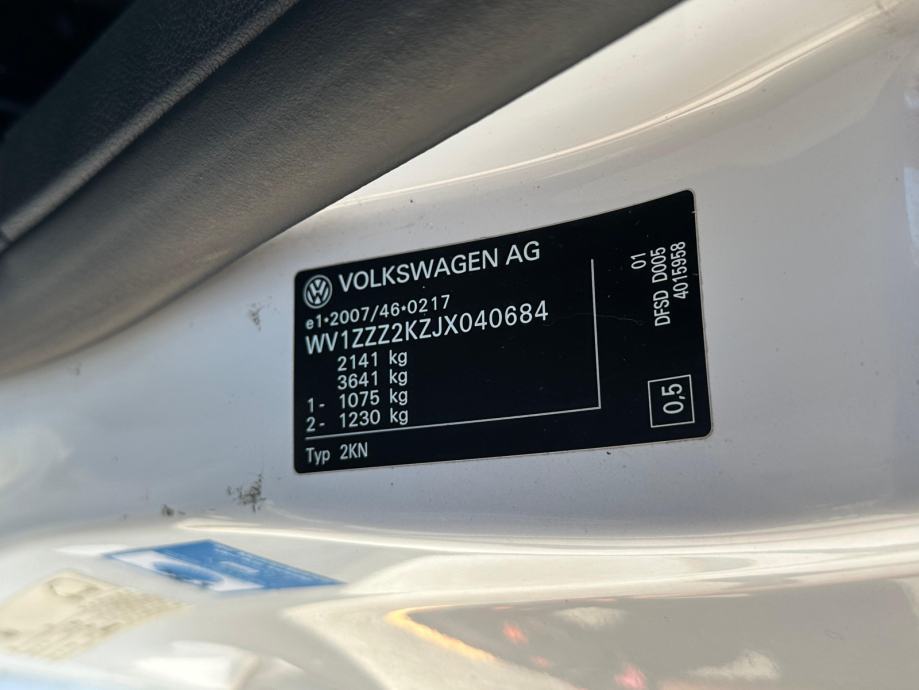 VOLKSWAGEN AG
e1•2007/46•0217
WV1ZZZ2KZJX040684
2141 kg
3641 kg
1- 1075 kg
2- 1230 kg
Typ 2KN
01
DFSD D005
4015958
0,5